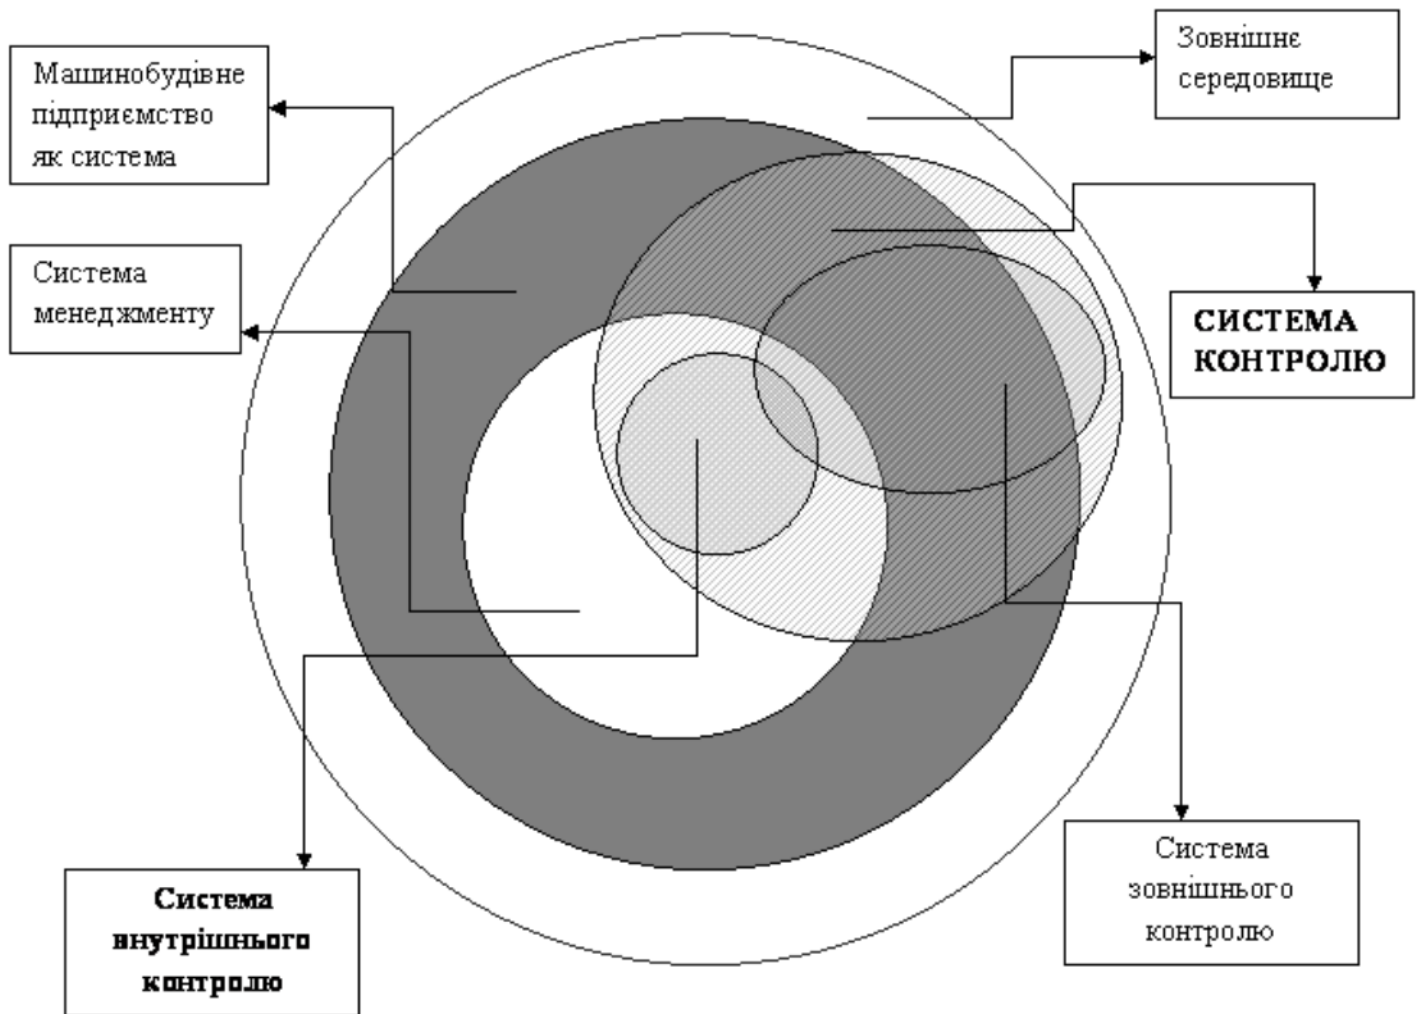 Зовнішнє
середовище
Машинобудівне
підприємство
як система
Система
менеджменту
СИСТЕМА
КОНТРОЛЮ
Система
зовнішнього
контролю
Система
внутрішнього
контролю